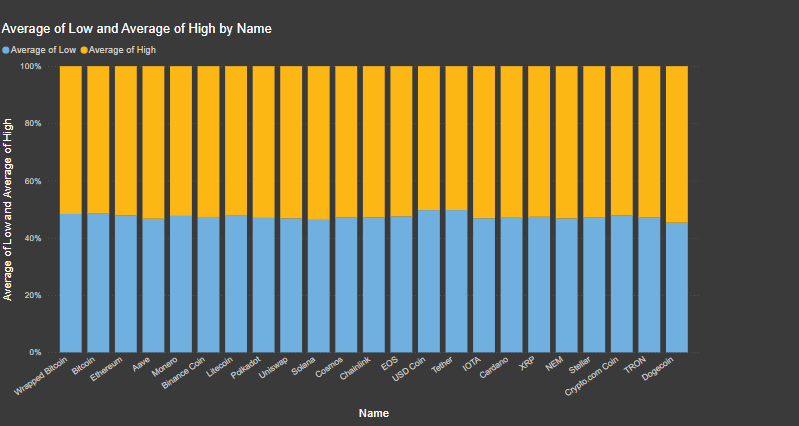 Average of Low and Average of High by Name
Average of Low Average of High
Average of Low and Average of High
100%
80%
60%
40%
20%
0%
Wrapped Bitcoin
Bitcoin
Ethereum
Aave
Monero
Binance Coin
Litecoin
Polkadot
Uniswap
Solana
Cosmos
Chainlink
EOS
USD Coin
Tether
IOTA
Cardano
XRP
NEM
Stellar
Crypto.com Coin
TRON
Dogecoin
Name